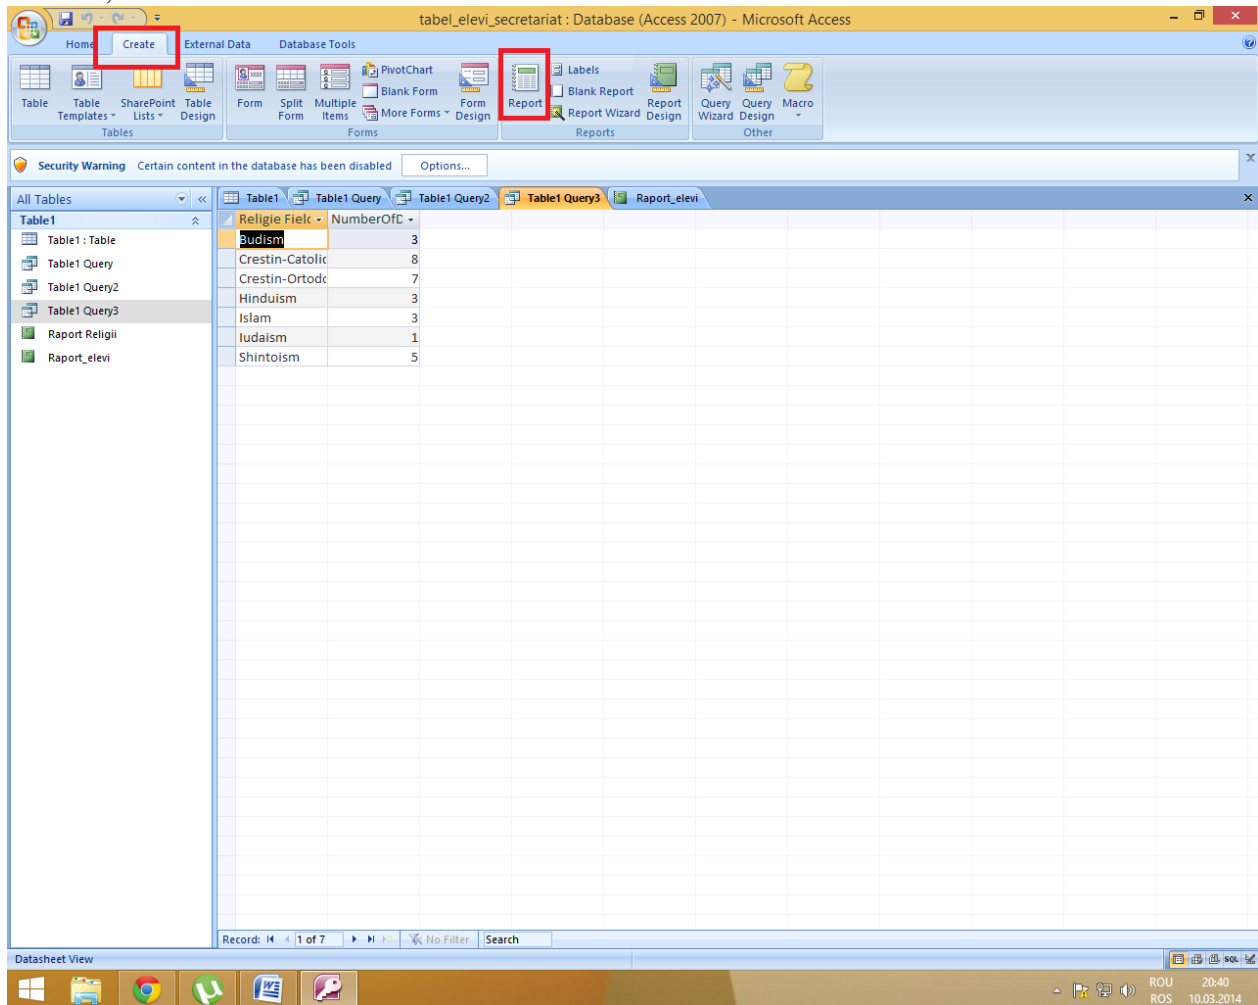 tabel_elevi_secretariat : Database (Access 2007) - Microsoft Access
Home Create External Data Database Tools
Table
Table Templates
SharePoint Lists
Table Design
Tables
Form
Split Form
Multiple Items
PivotChart
Blank Form
More Forms
Form Design
Forms
Report
Labels
Blank Report
Report Wizard
Report Design
Reports
Query Wizard
Query Design
Macro
Other
Security Warning Certain content in the database has been disabled Options...
All Tables
Table1
Table1 : Table
Table1 Query
Table1 Query2
Table1 Query3
Raport Religii
Raport_elevi
Table1 Table1 Query Table1 Query2 Table1 Query3 Raport_elevi
Religie Field NumberOfD
Budism 3
Crestin-Catolic 8
Crestin-Ortodo 7
Hinduism 3
Islam 3
Iudaism 1
Shintoism 5
Record: 1 of 7 No Filter Search
Datasheet View SQL
ROU 20:40
ROS 10.03.2014